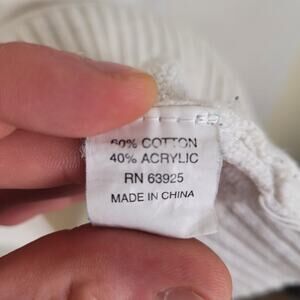 60% COTTON
40% ACRYLIC
RN 63925
MADE IN CHINA